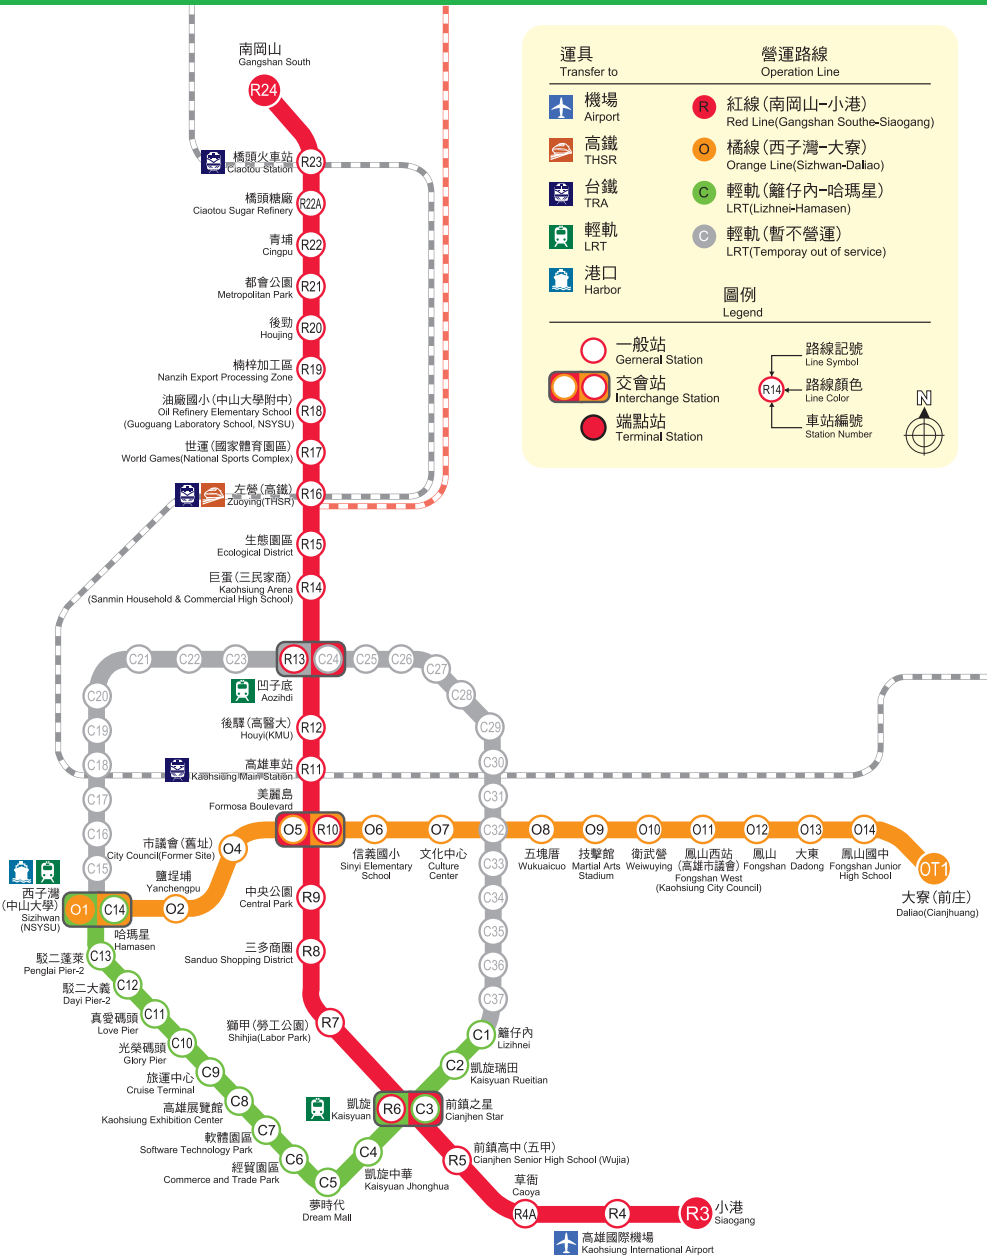 南岡山
Gangshan South
R24
運具
Transfer to
營運路線
Operation Line
機場
Airport
高鐵
THSR
台鐵
TRA
輕軌
LRT
港口
Harbor
R
紅線(南岡山-小港)
Red Line(Gangshan Southe-Siaogang)
O
橘線(西子灣-大寮)
Orange Line(Sizhwan-Daliao)
C
輕軌(籬仔內-哈瑪星)
LRT(Lizhnei-Hamasen)
C
輕軌(暫不營運)
LRT(Temporay out of service)
圖例
Legend
一般站
Gerneral Station
交會站
Interchange Station
端點站
Terminal Station
R14
路線記號
Line Symbol
路線顏色
Line Color
車站編號
Station Number
N
橋頭火車站
Ciaotou Station
R23
橋頭糖廠
Ciaotou Sugar Refinery
R22A
青埔
Cingpu
R22
都會公園
Metropolitan Park
R21
後勁
Houjing
R20
楠梓加工區
Nanzih Export Processing Zone
R19
油廠國小(中山大學附中)
Oil Refinery Elementary School
(Guoguang Laboratory School, NSYSU)
R18
世運(國家體育園區)
World Games(National Sports Complex)
R17
左營(高鐵)
Zuoying(THSR)
R16
生態園區
Ecological District
R15
巨蛋(三民家商)
Kaohsiung Arena
(Sanmin Household & Commercial High School)
R14
C21
C22
C23
R13
C24
C25
C26
C27
C28
C29
C30
C31
C32
C33
C34
C35
C36
C37
C20
C19
C18
C17
C16
C15
凹子底
Aozihdi
後驛(高醫大)
Houyi(KMU)
R12
高雄車站
Kaohsiung Main Station
R11
美麗島
Formosa Boulevard
O5
R10
O6
O7
O8
O9
O10
O11
O12
O13
O14
OT1
信義國小
Sinyi Elementary
School
文化中心
Culture
Center
五塊厝
Wukuaicuo
技擊館
Martial Arts
Stadium
衛武營
Weiwuying
鳳山西站
(高雄市議會)
Fongshan West
(Kaohsiung City Council)
鳳山
Fongshan
大東
Dadong
鳳山國中
Fongshan Junior
High School
大寮(前庄)
Daliao(Cianjhuang)
市議會(舊址)
City Council(Former Site)
O4
鹽埕埔
Yanchengpu
O2
西子灣
(中山大學)
Sizihwan
(NSYSU)
O1
C14
哈瑪星
Hamasen
中央公園
Central Park
R9
三多商圈
Sanduo Shopping District
R8
獅甲(勞工公園)
Shihjia(Labor Park)
R7
駁二蓬萊
Penglai Pier-2
C13
駁二大義
Dayi Pier-2
C12
真愛碼頭
Love Pier
C11
光榮碼頭
Glory Pier
C10
旅運中心
Cruise Terminal
C9
高雄展覽館
Kaohsiung Exhibition Center
C8
軟體園區
Software Technology Park
C7
經貿園區
Commerce and Trade Park
C6
C5
夢時代
Dream Mall
C4
凱旋中華
Kaisyuan Jhonghua
凱旋
Kaisyuan
R6
C3
前鎮之星
Cianjhen Star
C2
凱旋瑞田
Kaisyuan Rueitian
C1
籬仔內
Lizihnei
R5
前鎮高中(五甲)
Cianjhen Senior High School (Wujia)
草衙
Caoya
R4A
R4
高雄國際機場
Kaohsiung International Airport
R3
小港
Siaogang